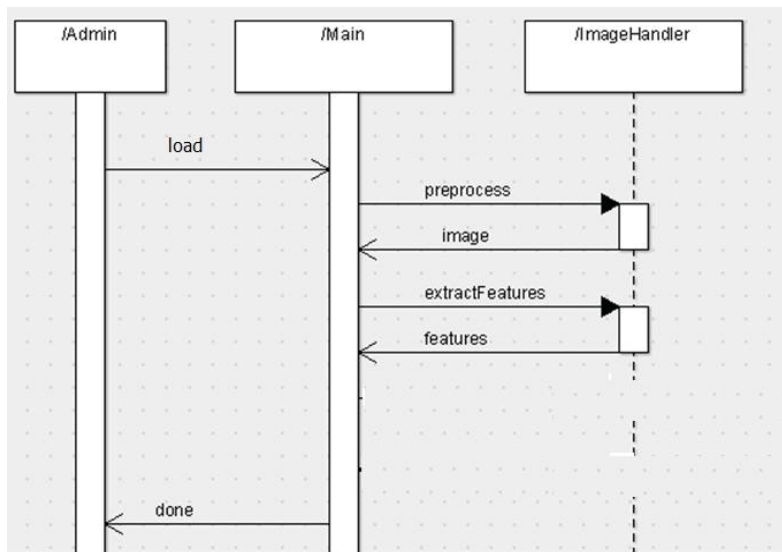 /Admin
/Main
/ImageHandler
load
preprocess
image
extractFeatures
features
done